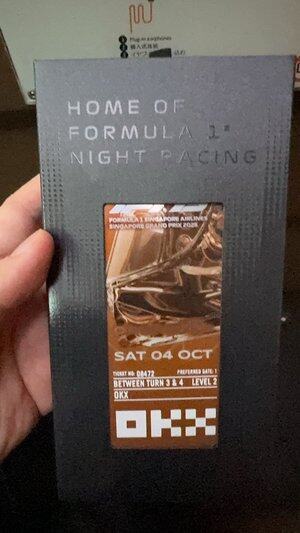 Plug-in earphones
HOME OF
FORMULA 1®
NIGHT RACING
FORMULA 1 SINGAPORE AIRLINES
SINGAPORE GRAND PRIX 2025
SAT 04 OCT
TICKET NO: 08472 PREFERRED GATE: 1
BETWEEN TURN 3 & 4 LEVEL 2
OKX
OKX